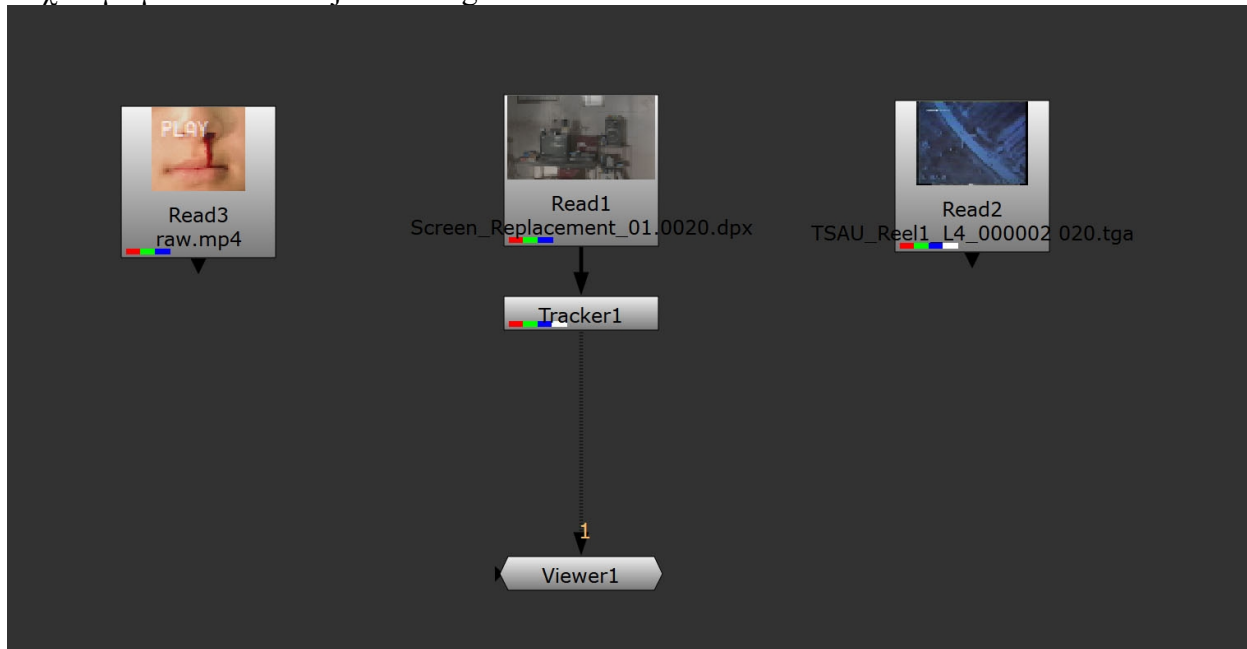 PLAY
Read3
raw.mp4
Read1
Screen_Replacement_01.0020.dpx
Read2
TSAU_Reel1_L4_000002 020.tga
Tracker1
1
Viewer1